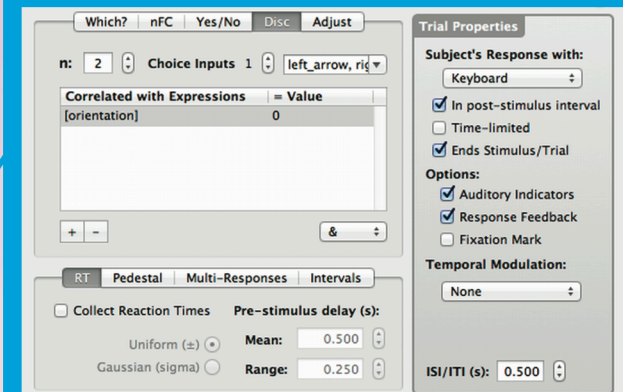 Which? nFC Yes/No Disc Adjust
n: 2 Choice Inputs 1 left_arrow, rig
Correlated with Expressions = Value
[orientation] 0
+ - &
RT Pedestal Multi-Responses Intervals
Collect Reaction Times Pre-stimulus delay (s):
Uniform (±) Mean: 0.500
Gaussian (sigma) Range: 0.250
Trial Properties
Subject's Response with:
Keyboard
In post-stimulus interval
Time-limited
Ends Stimulus/Trial
Options:
Auditory Indicators
Response Feedback
Fixation Mark
Temporal Modulation:
None
ISI/ITI (s): 0.500